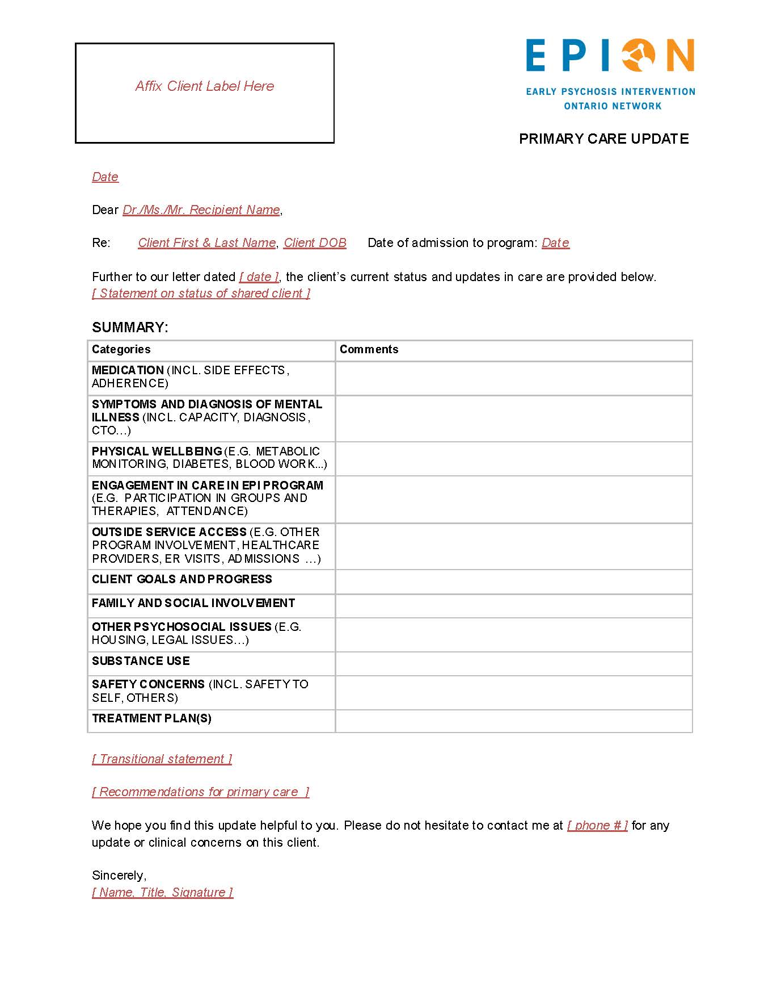 Affix Client Label Here
EPION
EARLY PSYCHOSIS INTERVENTION
ONTARIO NETWORK
PRIMARY CARE UPDATE
Date
Dear Dr./Ms./Mr. Recipient Name,
Re: Client First & Last Name, Client DOB Date of admission to program: Date
Further to our letter dated [ date ], the client’s current status and updates in care are provided below.
[ Statement on status of shared client ]
SUMMARY:
Categories Comments
MEDICATION (INCL. SIDE EFFECTS,
ADHERENCE)
SYMPTOMS AND DIAGNOSIS OF MENTAL
ILLNESS (INCL. CAPACITY, DIAGNOSIS,
CTO…)
PHYSICAL WELLBEING (E.G. METABOLIC
MONITORING, DIABETES, BLOOD WORK...)
ENGAGEMENT IN CARE IN EPI PROGRAM
(E.G. PARTICIPATION IN GROUPS AND
THERAPIES, ATTENDANCE)
OUTSIDE SERVICE ACCESS (E.G. OTHER
PROGRAM INVOLVEMENT, HEALTHCARE
PROVIDERS, ER VISITS, ADMISSIONS …)
CLIENT GOALS AND PROGRESS
FAMILY AND SOCIAL INVOLVEMENT
OTHER PSYCHOSOCIAL ISSUES (E.G.
HOUSING, LEGAL ISSUES…)
SUBSTANCE USE
SAFETY CONCERNS (INCL. SAFETY TO
SELF, OTHERS)
TREATMENT PLAN(S)
[ Transitional statement ]
[ Recommendations for primary care ]
We hope you find this update helpful to you. Please do not hesitate to contact me at [ phone # ] for any
update or clinical concerns on this client.
Sincerely,
[ Name, Title, Signature ]